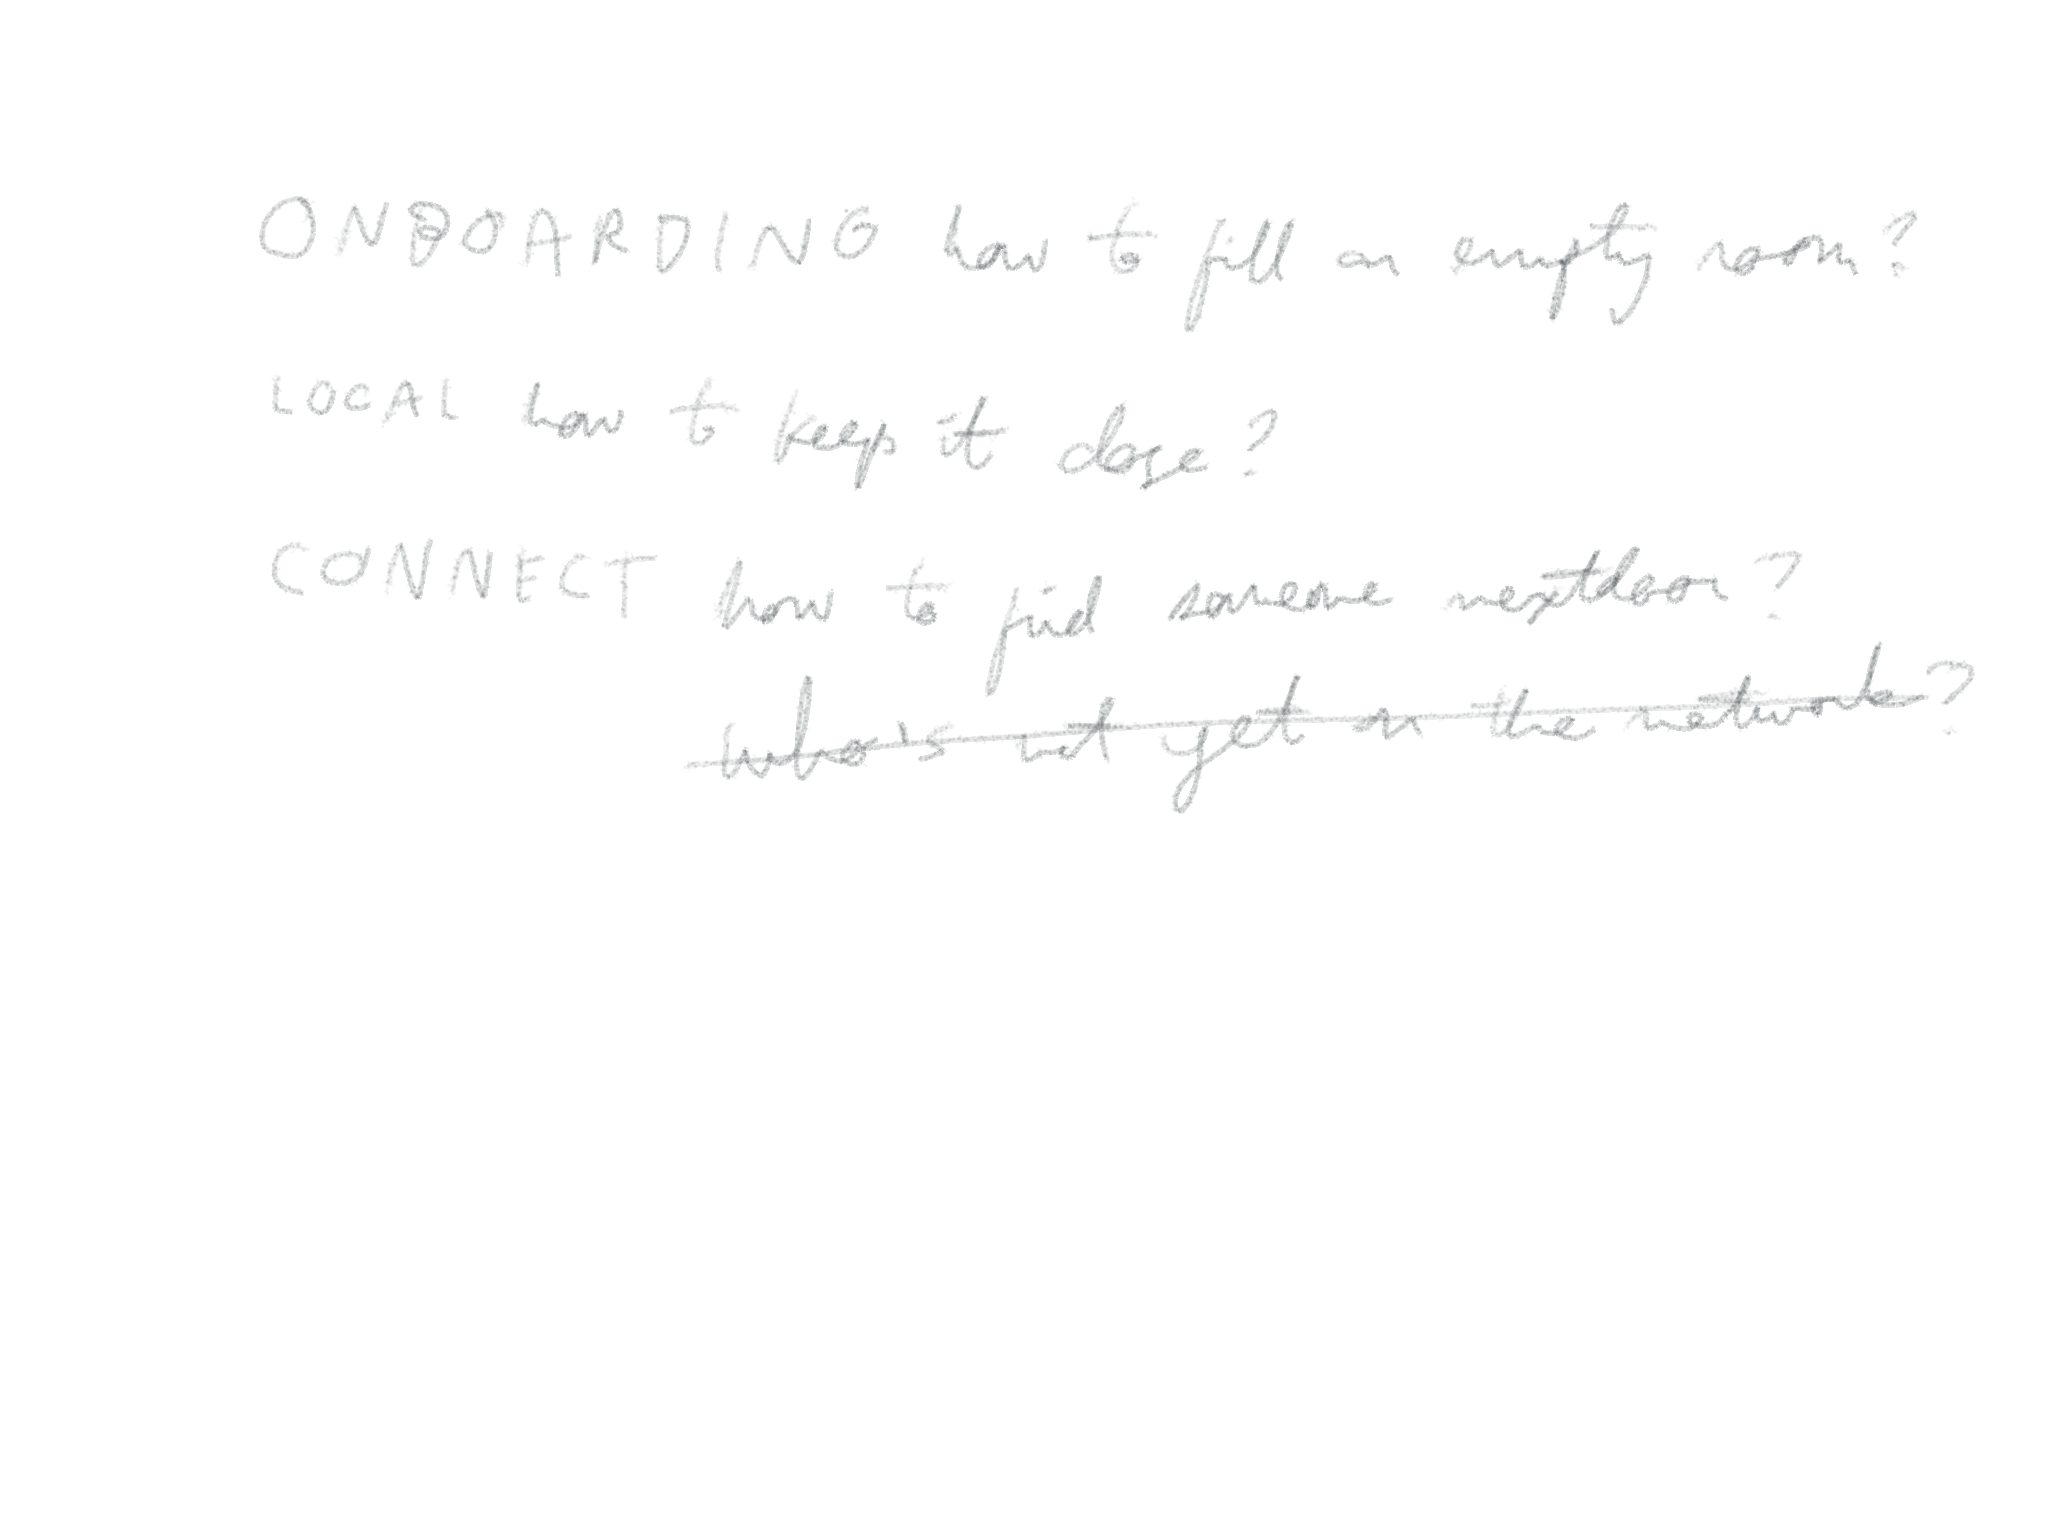 ONBOARDING how to fill an empty room?
LOCAL how to keep it close?
CONNECT how to find someone nextdoor?
who's not yet on the network?